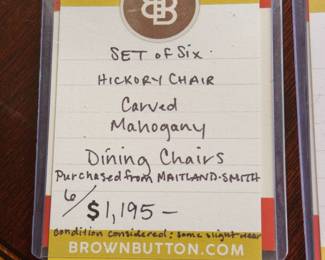 BB
SET of Six
HICKORY CHAIR
Carved
Mahogany
Dining Chairs
Purchased from MAITLAND-SMITH
6/$1,195-
condition considered; some slight wear
BROWNBUTTON.COM